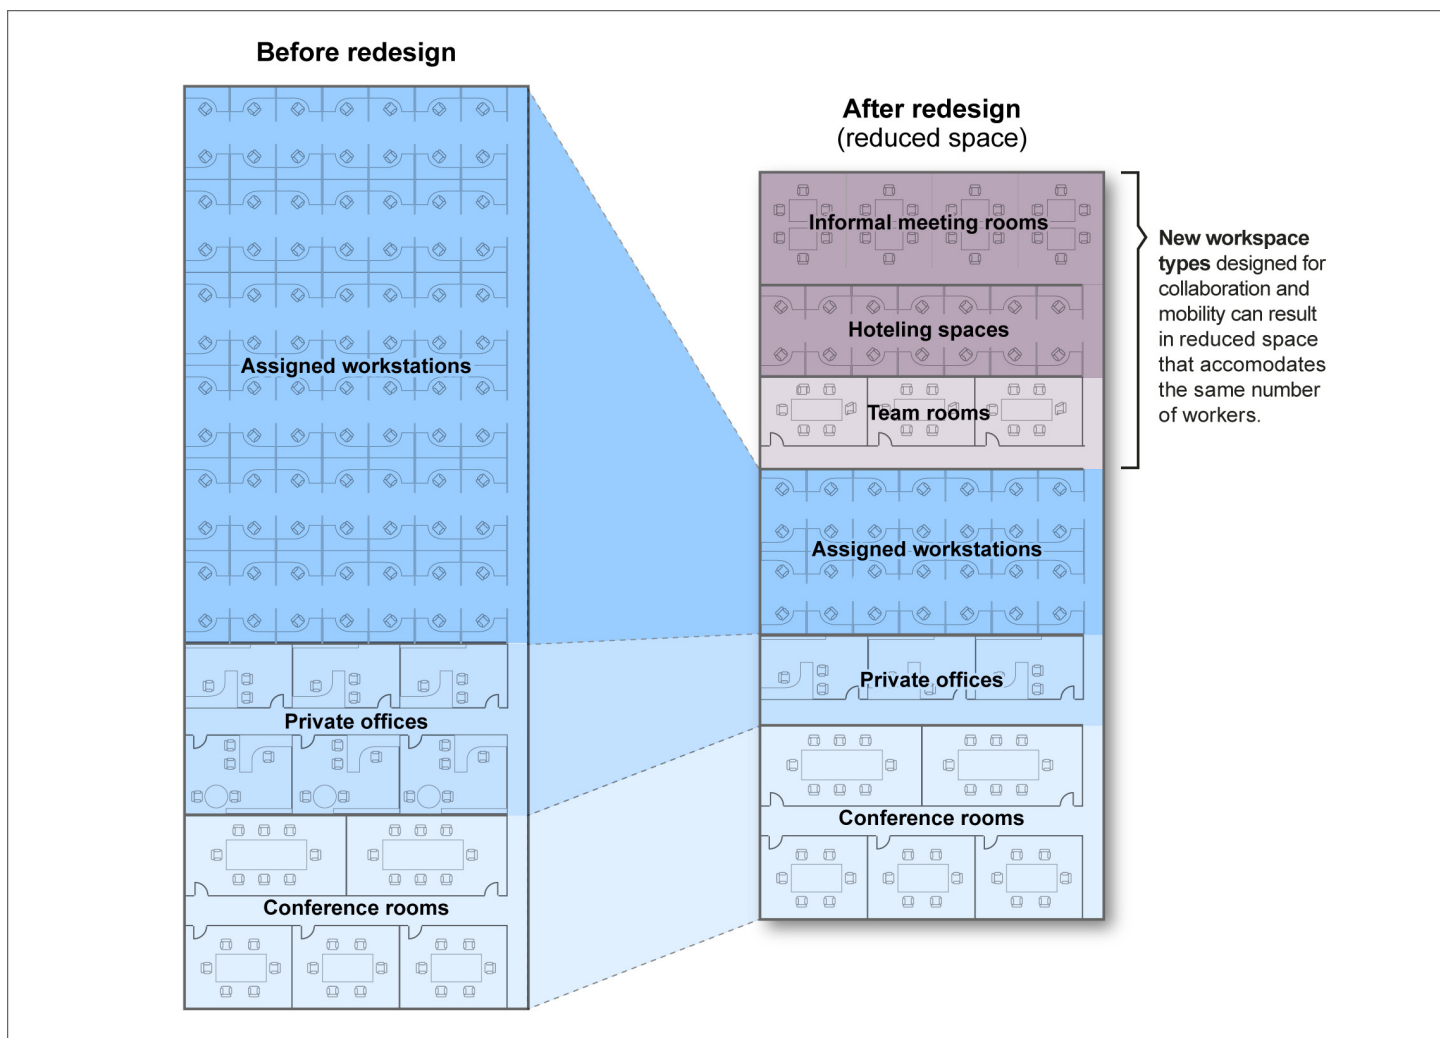 Before redesign
Assigned workstations
Private offices
Conference rooms
After redesign
(reduced space)
Informal meeting rooms
Hoteling spaces
Team rooms
Assigned workstations
Private offices
Conference rooms
New workspace
types designed for
collaboration and
mobility can result
in reduced space
that accomodates
the same number
of workers.